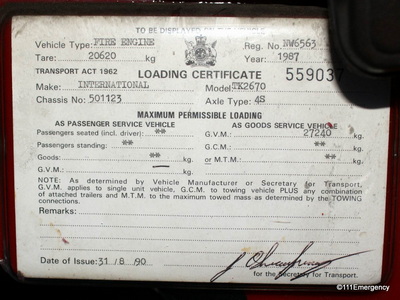 TO BE DISPLAYED
Vehicle Type: FIRE ENGINE Reg. No. NW6563
Tare: 20620 kg Year: 1987
TRANSPORT ACT 1962 LOADING CERTIFICATE 559037
Make: INTERNATIONAL Model TK2670
Chassis No: 501123 Axle Type: 4S
MAXIMUM PERMISSIBLE LOADING
AS PASSENGER SERVICE VEHICLE AS GOODS SERVICE VEHICLE
Passengers seated (incl. driver): ** G.V.M.: 27240 kg
Passengers standing: ** G.C.M.: ** kg
Goods: ** kg or M.T.M.: ** kg
G.V.M.: kg
NOTE: As determined by Vehicle Manufacturer or Secretary for Transport,
G.V.M. applies to single unit vehicle, G.C.M. to towing vehicle PLUS any combination
of attached trailers and M.T.M. to the maximum towed mass as determined by the TOWING
connections.
Remarks:
Date of Issue: 31/8/90
for the Secretary for Transport.
©111Emergency